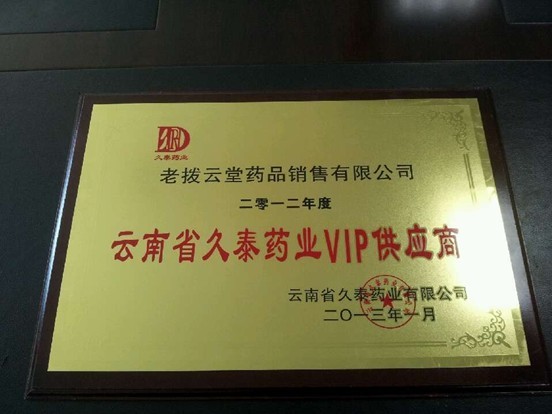 久泰药业
老拨云堂药品销售有限公司
二零一二年度
云南省久泰药业VIP供应商
云南省久泰药业有限公司
二〇一三年一月